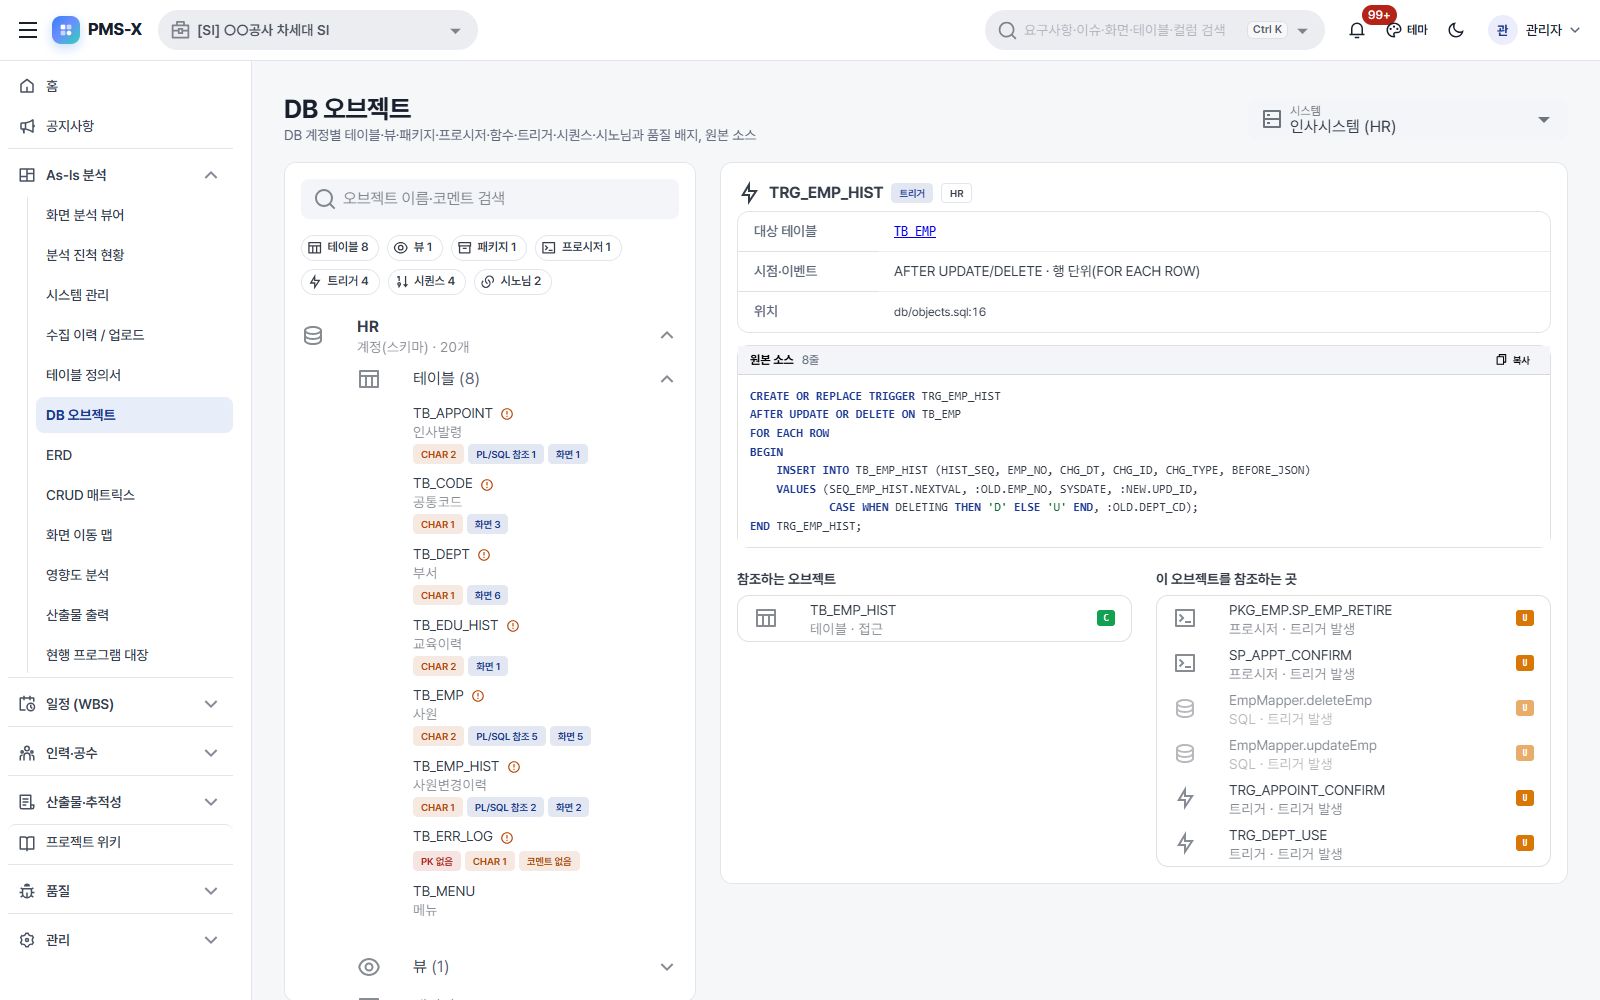 PMS-X
[SI] 〇〇공사 차세대 SI
요구사항·이슈·화면·테이블·컬럼 검색
Ctrl K
99+
테마
관
관리자
홈
공지사항
As-Is 분석
화면 분석 뷰어
분석 진척 현황
시스템 관리
수집 이력 / 업로드
테이블 정의서
DB 오브젝트
ERD
CRUD 매트릭스
화면 이동 맵
영향도 분석
산출물 출력
현행 프로그램 대장
일정 (WBS)
인력·공수
산출물·추적성
프로젝트 위키
품질
관리
DB 오브젝트
DB 계정별 테이블·뷰·패키지·프로시저·함수·트리거·시퀀스·시노님과 품질 배지, 원본 소스
시스템
인사시스템 (HR)
오브젝트 이름·코멘트 검색
테이블 8
뷰 1
패키지 1
프로시저 1
트리거 4
시퀀스 4
시노님 2
HR
계정(스키마) · 20개
테이블 (8)
TB_APPOINT
인사발령
CHAR 2
PL/SQL 참조 1
화면 1
TB_CODE
공통코드
CHAR 1
화면 3
TB_DEPT
부서
CHAR 1
화면 6
TB_EDU_HIST
교육이력
CHAR 2
화면 1
TB_EMP
사원
CHAR 2
PL/SQL 참조 5
화면 5
TB_EMP_HIST
사원변경이력
CHAR 1
PL/SQL 참조 2
화면 2
TB_ERR_LOG
PK 없음
CHAR 1
코멘트 없음
TB_MENU
메뉴
뷰 (1)
TRG_EMP_HIST
트리거
HR
대상 테이블
TB_EMP
시점·이벤트
AFTER UPDATE/DELETE · 행 단위(FOR EACH ROW)
위치
db/objects.sql:16
원본 소스 8줄
복사
CREATE OR REPLACE TRIGGER TRG_EMP_HIST
AFTER UPDATE OR DELETE ON TB_EMP
FOR EACH ROW
BEGIN
INSERT INTO TB_EMP_HIST (HIST_SEQ, EMP_NO, CHG_DT, CHG_ID, CHG_TYPE, BEFORE_JSON)
VALUES (SEQ_EMP_HIST.NEXTVAL, :OLD.EMP_NO, SYSDATE, :NEW.UPD_ID,
CASE WHEN DELETING THEN 'D' ELSE 'U' END, :OLD.DEPT_CD);
END TRG_EMP_HIST;
참조하는 오브젝트
TB_EMP_HIST
테이블 · 접근
C
이 오브젝트를 참조하는 곳
PKG_EMP.SP_EMP_RETIRE
프로시저 · 트리거 발생
U
SP_APPT_CONFIRM
프로시저 · 트리거 발생
U
EmpMapper.deleteEmp
SQL · 트리거 발생
U
EmpMapper.updateEmp
SQL · 트리거 발생
U
TRG_APPOINT_CONFIRM
트리거 · 트리거 발생
U
TRG_DEPT_USE
트리거 · 트리거 발생
U